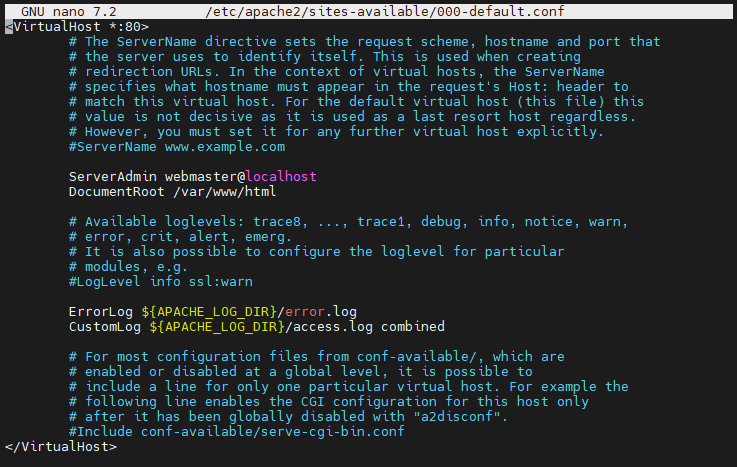 GNU nano 7.2 /etc/apache2/sites-available/000-default.conf
<VirtualHost *:80>
# The ServerName directive sets the request scheme, hostname and port that
# the server uses to identify itself. This is used when creating
# redirection URLs. In the context of virtual hosts, the ServerName
# specifies what hostname must appear in the request's Host: header to
# match this virtual host. For the default virtual host (this file) this
# value is not decisive as it is used as a last resort host regardless.
# However, you must set it for any further virtual host explicitly.
#ServerName www.example.com
ServerAdmin webmaster@localhost
DocumentRoot /var/www/html
# Available loglevels: trace8, ..., trace1, debug, info, notice, warn,
# error, crit, alert, emerg.
# It is also possible to configure the loglevel for particular
# modules, e.g.
#LogLevel info ssl:warn
ErrorLog ${APACHE_LOG_DIR}/error.log
CustomLog ${APACHE_LOG_DIR}/access.log combined
# For most configuration files from conf-available/, which are
# enabled or disabled at a global level, it is possible to
# include a line for only one particular virtual host. For example the
# following line enables the CGI configuration for this host only
# after it has been globally disabled with "a2disconf".
#Include conf-available/serve-cgi-bin.conf
</VirtualHost>